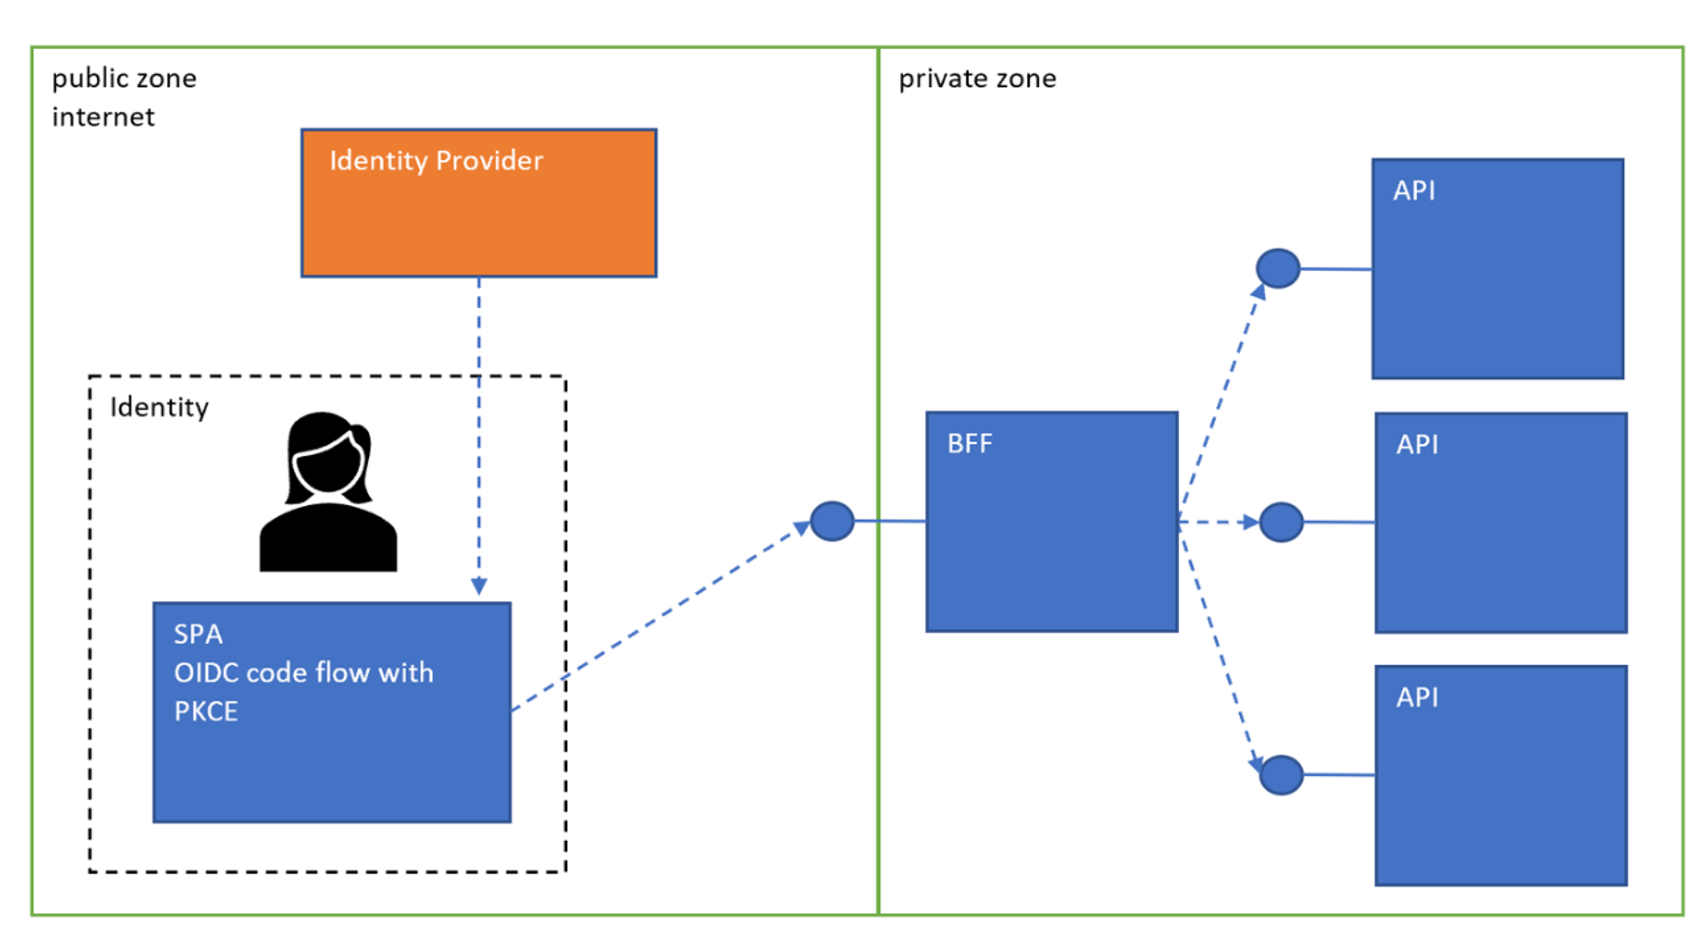 public zone
internet
Identity Provider
Identity
SPA
OIDC code flow with
PKCE
private zone
BFF
API
API
API